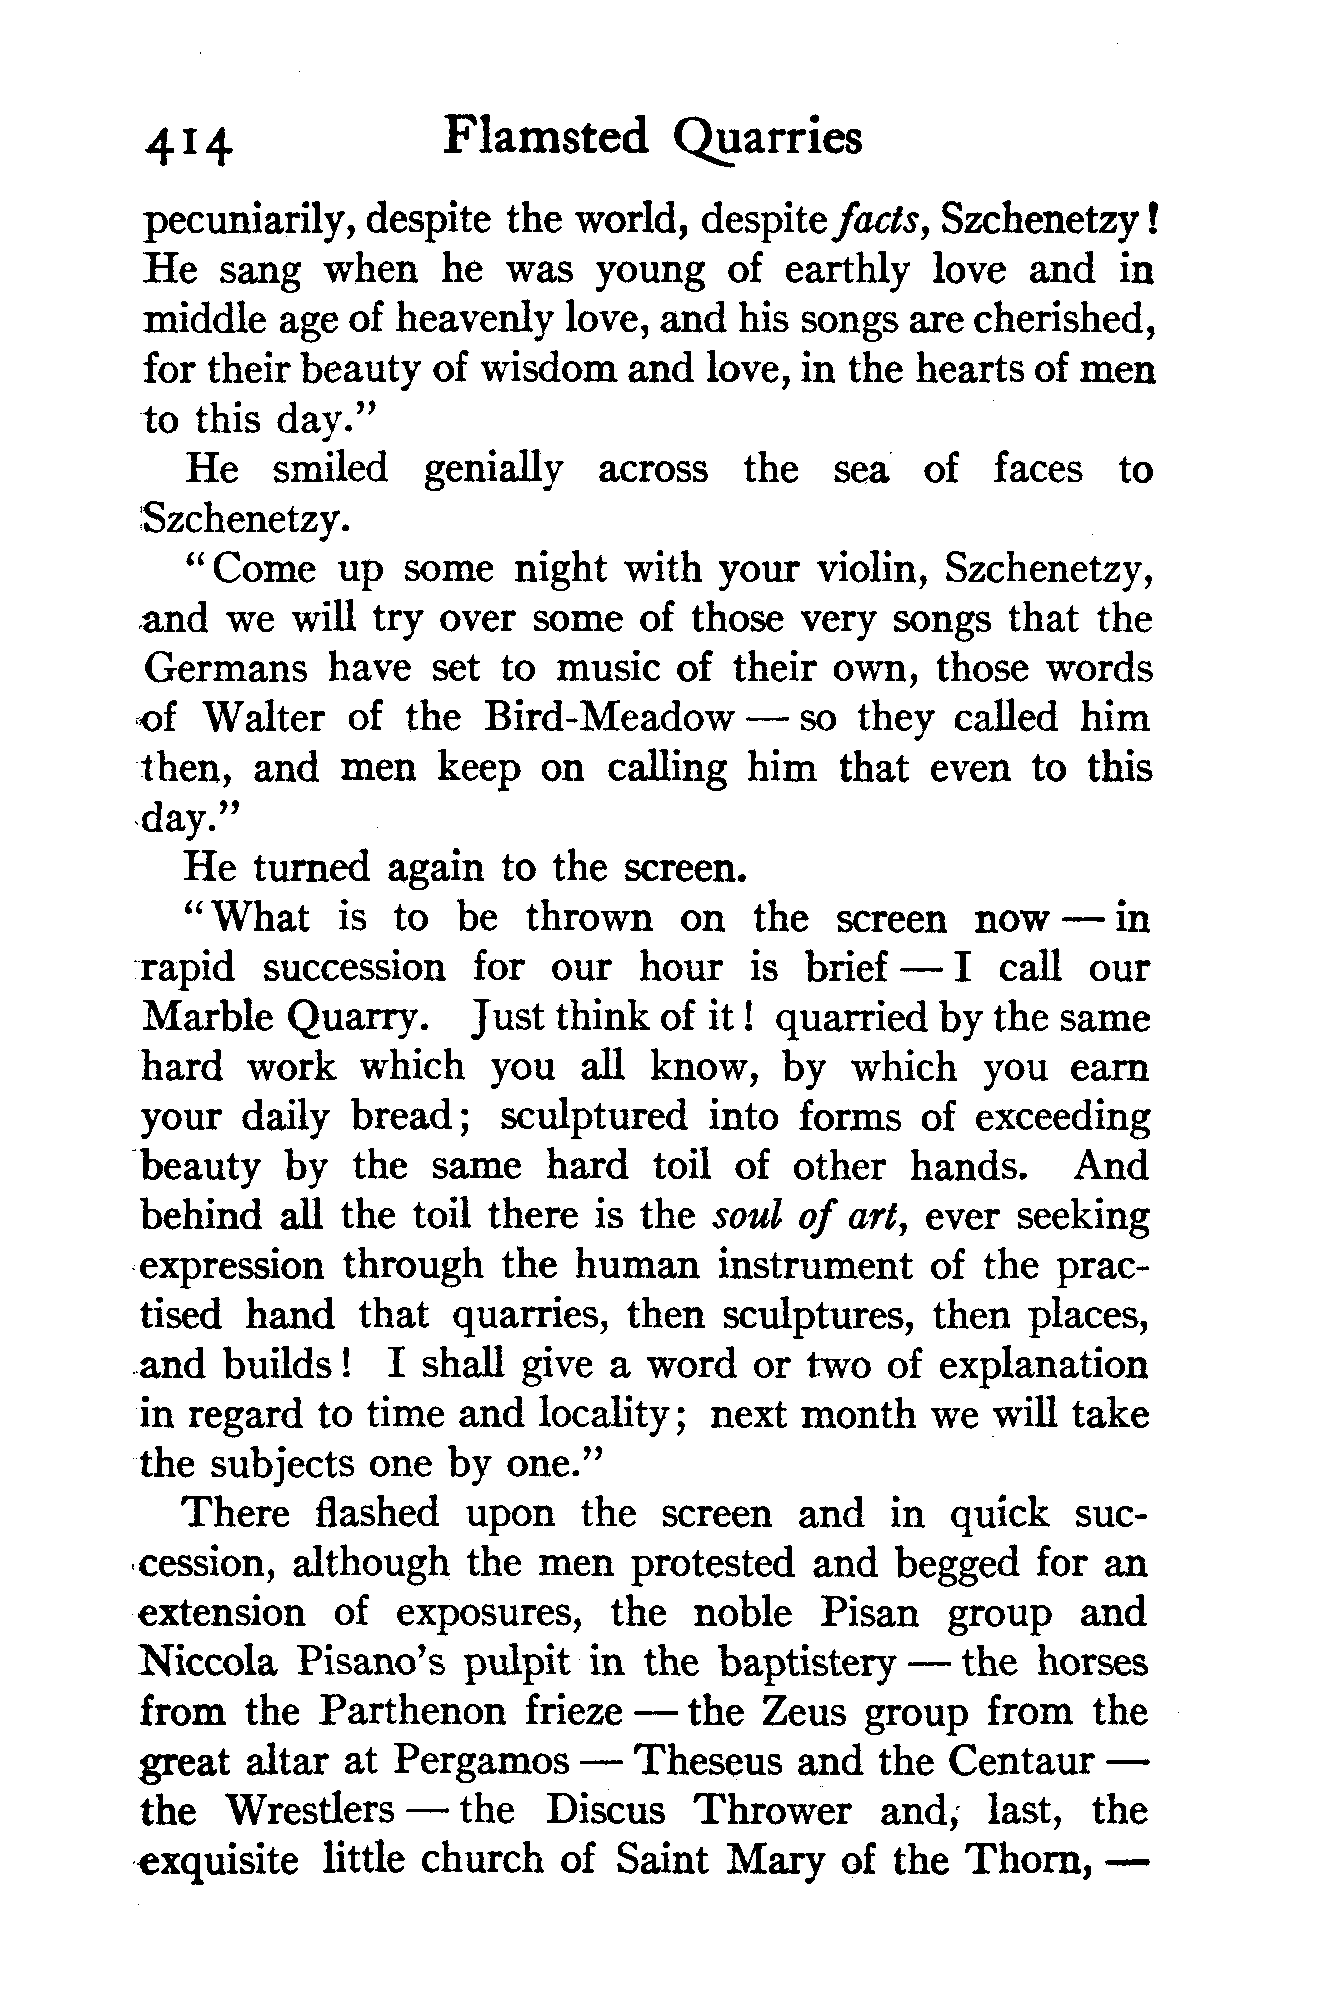 414 Flamsted Quarries
pecuniarily, despite the world, despite facts, Szchenetzy!
He sang when he was young of earthly love and in
middle age of heavenly love, and his songs are cherished,
for their beauty of wisdom and love, in the hearts of men
to this day."
He smiled genially across the sea of faces to
Szchenetzy.
"Come up some night with your violin, Szchenetzy,
and we will try over some of those very songs that the
Germans have set to music of their own, those words
of Walter of the Bird-Meadow — so they called him
then, and men keep on calling him that even to this
day."
He turned again to the screen.
"What is to be thrown on the screen now — in
rapid succession for our hour is brief — I call our
Marble Quarry. Just think of it! quarried by the same
hard work which you all know, by which you earn
your daily bread; sculptured into forms of exceeding
beauty by the same hard toil of other hands. And
behind all the toil there is the soul of art, ever seeking
expression through the human instrument of the prac-
tised hand that quarries, then sculptures, then places,
and builds! I shall give a word or two of explanation
in regard to time and locality; next month we will take
the subjects one by one."
There flashed upon the screen and in quick suc-
cession, although the men protested and begged for an
extension of exposures, the noble Pisan group and
Niccola Pisano's pulpit in the baptistery — the horses
from the Parthenon frieze — the Zeus group from the
great altar at Pergamos — Theseus and the Centaur —
the Wrestlers — the Discus Thrower and, last, the
exquisite little church of Saint Mary of the Thorn, —